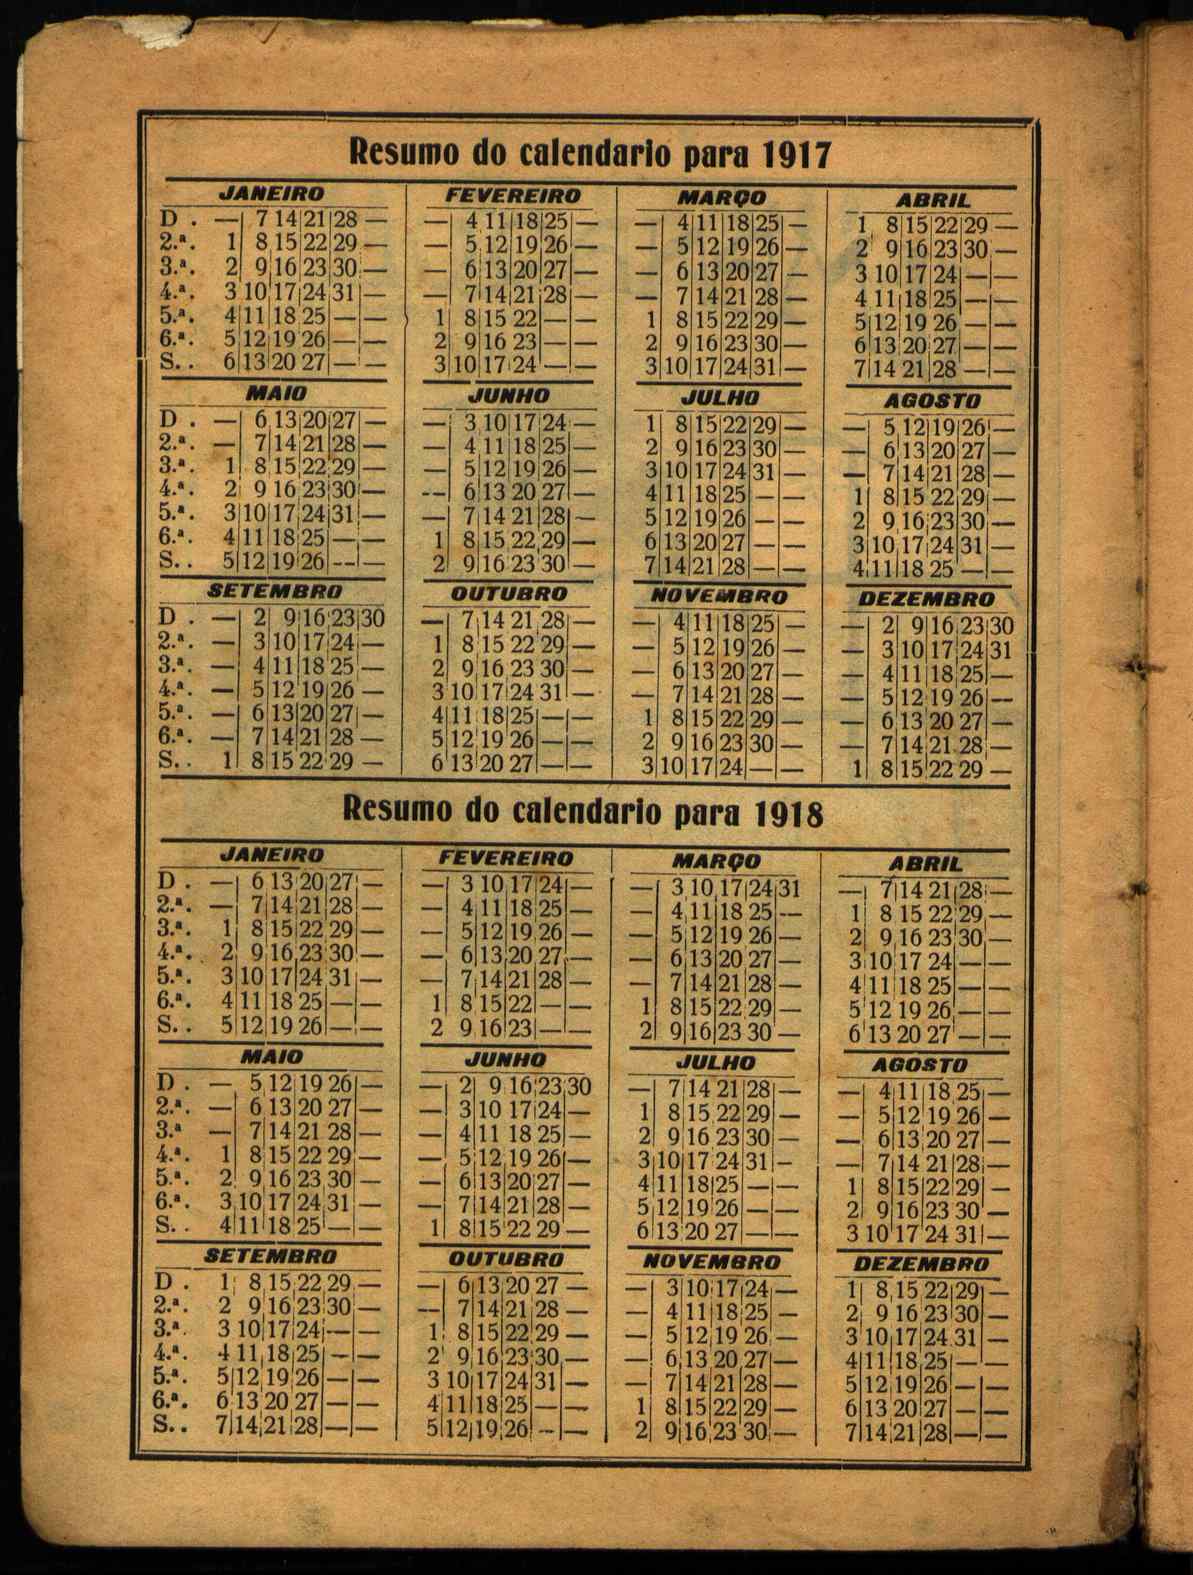 Resumo do calendario para 1917
JANEIRO FEVEREIRO MARÇO ABRIL
D . — 7 14 21 28 — — 4 11 18 25 — — 4 11 18 25 — 1 8 15 22 29 —
2.ª. 1 8 15 22 29 — — 5 12 19 26 — — 5 12 19 26 — 2 9 16 23 30 —
3.ª. 2 9 16 23 30 — — 6 13 20 27 — — 6 13 20 27 — 3 10 17 24 — —
4.ª. 3 10 17 24 31 — — 7 14 21 28 — — 7 14 21 28 — 4 11 18 25 — —
5.ª. 4 11 18 25 — — 1 8 15 22 — — 1 8 15 22 29 — 5 12 19 26 — —
6.ª. 5 12 19 26 — — 2 9 16 23 — — 2 9 16 23 30 — 6 13 20 27 — —
S. . 6 13 20 27 — — 3 10 17 24 — — 3 10 17 24 31 — 7 14 21 28 — —
MAIO JUNHO JULHO AGOSTO
D . — 6 13 20 27 — — 3 10 17 24 — 1 8 15 22 29 — — 5 12 19 26 —
2.ª. — 7 14 21 28 — — 4 11 18 25 — 2 9 16 23 30 — — 6 13 20 27 —
3.ª. 1 8 15 22 29 — — 5 12 19 26 — 3 10 17 24 31 — — 7 14 21 28 —
4.ª. 2 9 16 23 30 — — 6 13 20 27 — 4 11 18 25 — — 1 8 15 22 29 —
5.ª. 3 10 17 24 31 — — 7 14 21 28 — 5 12 19 26 — — 2 9 16 23 30 —
6.ª. 4 11 18 25 — — 1 8 15 22 29 — 6 13 20 27 — — 3 10 17 24 31 —
S. . 5 12 19 26 — — 2 9 16 23 30 — 7 14 21 28 — — 4 11 18 25 — —
SETEMBRO OUTUBRO NOVEMBRO DEZEMBRO
D . — 2 9 16 23 30 — 7 14 21 28 — — 4 11 18 25 — — 2 9 16 23 30
2.ª. — 3 10 17 24 — 1 8 15 22 29 — — 5 12 19 26 — — 3 10 17 24 31
3.ª. — 4 11 18 25 — 2 9 16 23 30 — — 6 13 20 27 — — 4 11 18 25 —
4.ª. — 5 12 19 26 — 3 10 17 24 31 — — 7 14 21 28 — — 5 12 19 26 —
5.ª. — 6 13 20 27 — 4 11 18 25 — — 1 8 15 22 29 — — 6 13 20 27 —
6.ª. — 7 14 21 28 — 5 12 19 26 — — 2 9 16 23 30 — — 7 14 21 28 —
S. . 1 8 15 22 29 — 6 13 20 27 — — 3 10 17 24 — — 1 8 15 22 29 —
Resumo do calendario para 1918
JANEIRO FEVEREIRO MARÇO ABRIL
D . — 6 13 20 27 — — 3 10 17 24 — — 3 10 17 24 31 — 7 14 21 28 —
2.ª. — 7 14 21 28 — — 4 11 18 25 — — 4 11 18 25 — 1 8 15 22 29 —
3.ª. 1 8 15 22 29 — — 5 12 19 26 — — 5 12 19 26 — 2 9 16 23 30 —
4.ª. 2 9 16 23 30 — — 6 13 20 27 — — 6 13 20 27 — 3 10 17 24 — —
5.ª. 3 10 17 24 31 — — 7 14 21 28 — — 7 14 21 28 — 4 11 18 25 — —
6.ª. 4 11 18 25 — — 1 8 15 22 — — 1 8 15 22 29 — 5 12 19 26 — —
S. . 5 12 19 26 — — 2 9 16 23 — — 2 9 16 23 30 — 6 13 20 27 — —
MAIO JUNHO JULHO AGOSTO
D . — 5 12 19 26 — — 2 9 16 23 30 — 7 14 21 28 — — 4 11 18 25 —
2.ª. — 6 13 20 27 — — 3 10 17 24 — 1 8 15 22 29 — — 5 12 19 26 —
3.ª — 7 14 21 28 — — 4 11 18 25 — 2 9 16 23 30 — — 6 13 20 27 —
4.ª. 1 8 15 22 29 — — 5 12 19 26 — 3 10 17 24 31 — — 7 14 21 28 —
5.ª. 2 9 16 23 30 — — 6 13 20 27 — 4 11 18 25 — — 1 8 15 22 29 —
6.ª. 3 10 17 24 31 — — 7 14 21 28 — 5 12 19 26 — — 2 9 16 23 30 —
S. . 4 11 18 25 — — 1 8 15 22 29 — 6 13 20 27 — — 3 10 17 24 31 —
SETEMBRO OUTUBRO NOVEMBRO DEZEMBRO
D . 1 8 15 22 29 — — 6 13 20 27 — — 3 10 17 24 — 1 8 15 22 29 —
2.ª. 2 9 16 23 30 — — 7 14 21 28 — — 4 11 18 25 — 2 9 16 23 30 —
3.ª. 3 10 17 24 — — 1 8 15 22 29 — — 5 12 19 26 — 3 10 17 24 31 —
4.ª. 4 11 18 25 — — 2 9 16 23 30 — — 6 13 20 27 — 4 11 18 25 — —
5.ª. 5 12 19 26 — — 3 10 17 24 31 — — 7 14 21 28 — 5 12 19 26 — —
6.ª. 6 13 20 27 — — 4 11 18 25 — — 1 8 15 22 29 — 6 13 20 27 — —
S. . 7 14 21 28 — — 5 12 19 26 — — 2 9 16 23 30 — 7 14 21 28 — —